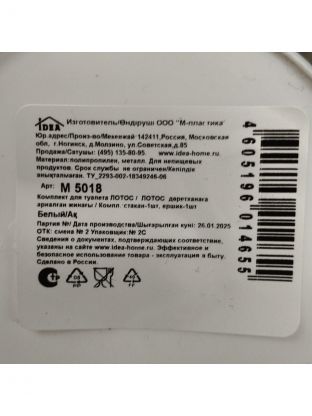 IDEA
Изготовитель/Өндіруші ООО "М-пластика"
Юр.адрес/Произ-во/Мекенжай 142411,Россия, Московская
обл., г.Ногинск, д.Молзино, ул.Советская,д.85
Продажа/Сатушы: (495) 135-80-95 www.idea-home.ru.
Материал:полипропилен, металл. Для непищевых
продуктов. Срок службы не ограничен/Кепілдік
анықталмаған. ТУ_2293-002-18349246-06
Арт: М 5018
Комплект для туалета ЛОТОС / ЛОТОС дәретханаға
арналған жинағы / Компл. стакан-1шт, ершик-1шт
Белый/Ақ
Партия №/ Дата производства/Шығарылған күні: 26.01.2025
ОТК: смена № 2 Упаковщик № 2С
Сведения о документах, подтверждающих соответствие,
указаны на сайте www.idea-home.ru. Эффективное и
безопасное использование товара - эксплуатация в быту.
Сделано в России.
4605196014655